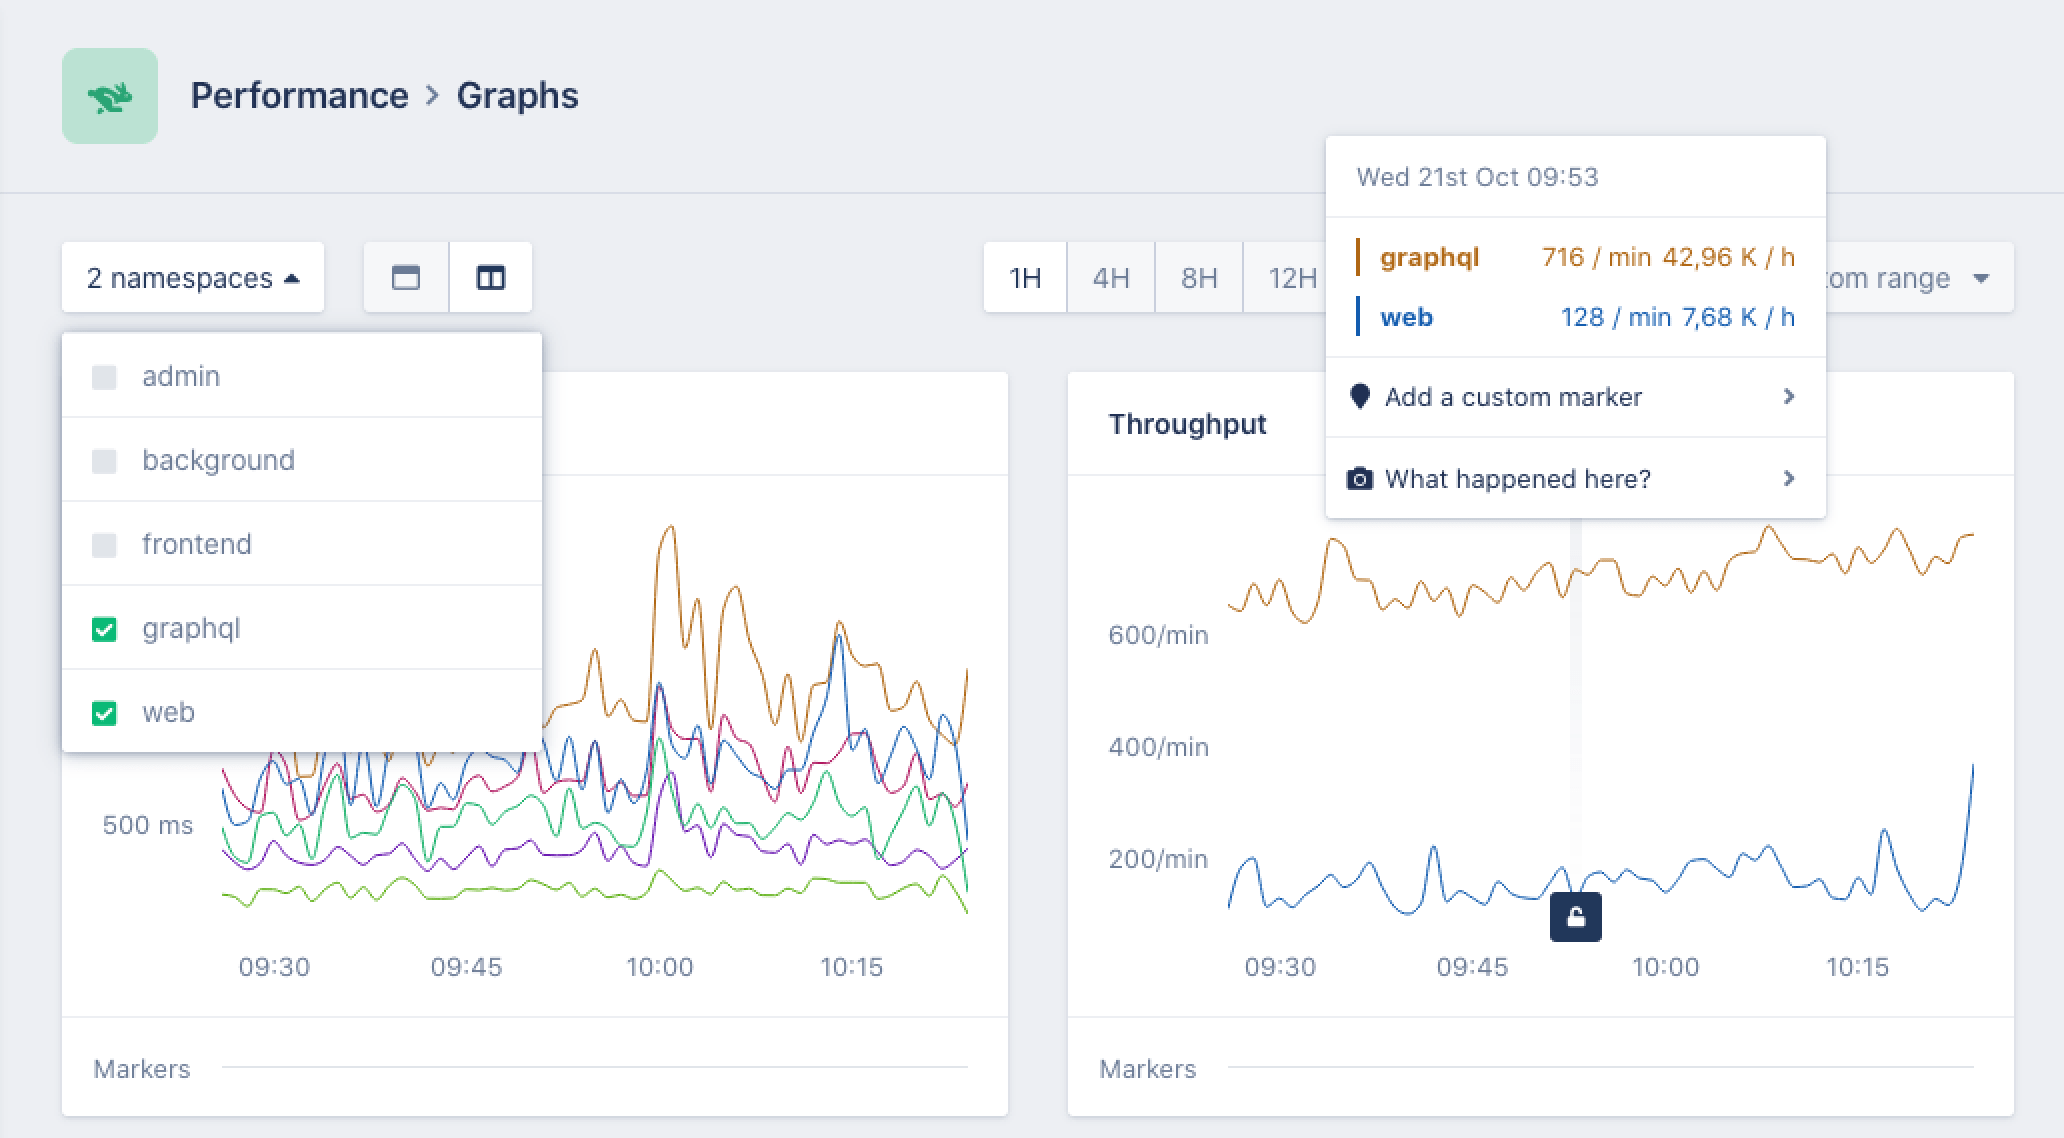 Performance > Graphs
Wed 21st Oct 09:53
graphql 716 / min 42,96 K / h
web 128 / min 7,68 K / h
Add a custom marker
What happened here?
2 namespaces
1H 4H 8H 12H
range
admin
background
frontend
graphql
web
500 ms
09:30 09:45 10:00 10:15
Markers
Throughput
600/min
400/min
200/min
09:30 09:45 10:00 10:15
Markers